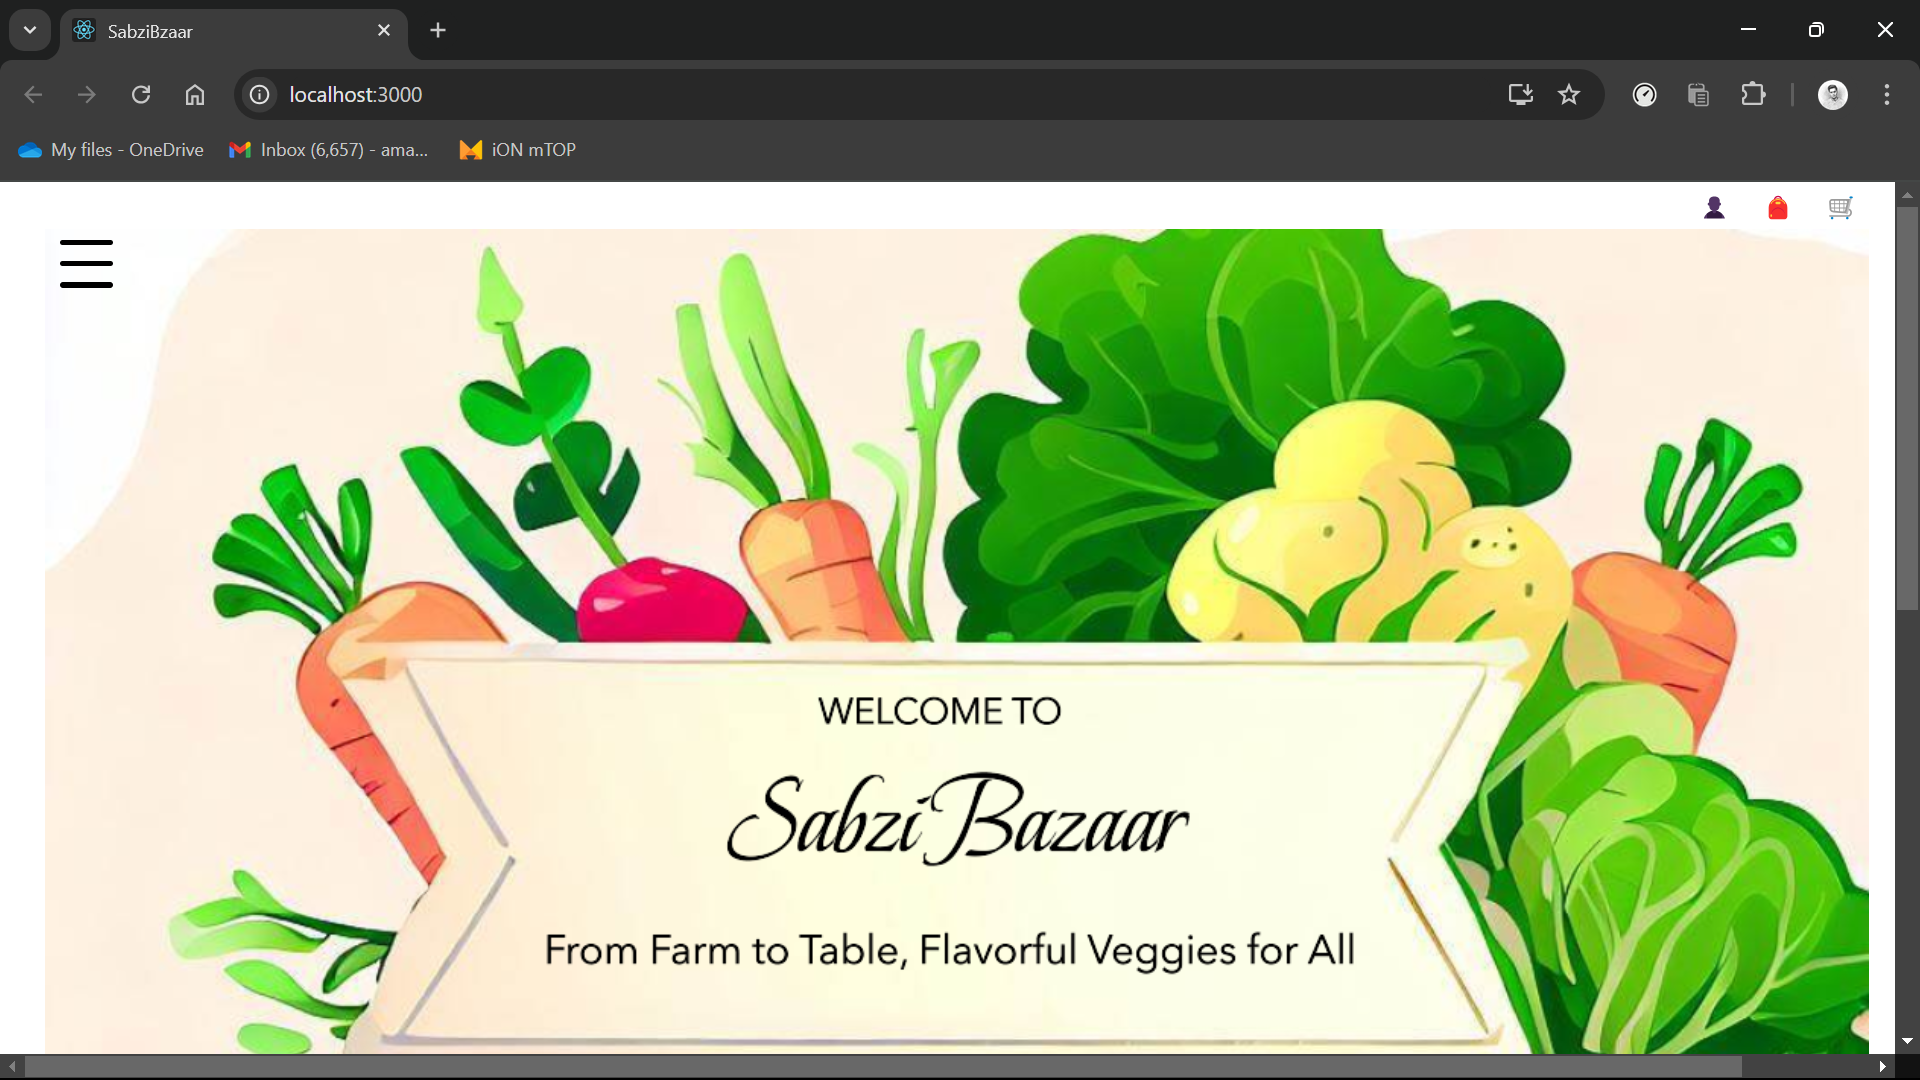 SabziBzaar
localhost:3000
My files - OneDrive
Inbox (6,657) - ama...
iON mTOP
WELCOME TO
Sabzi Bazaar
From Farm to Table, Flavorful Veggies for All